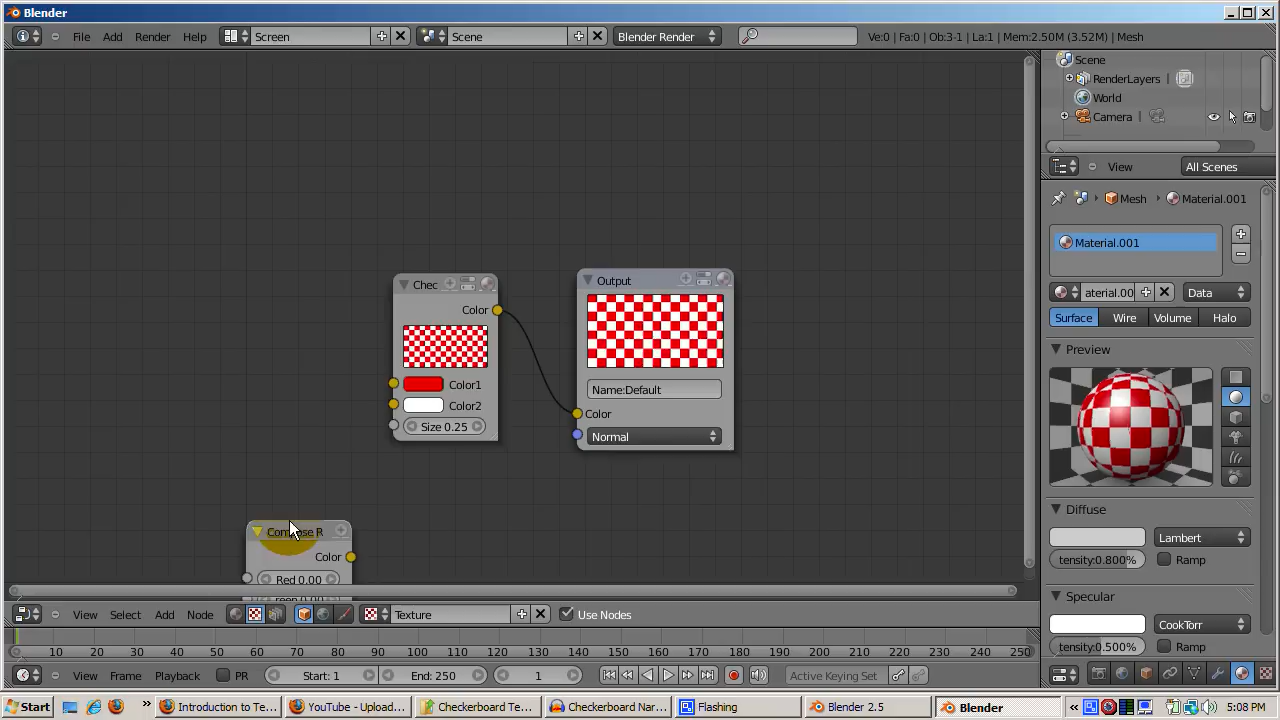 Blender
File Add Render Help Screen Scene Blender Render Ve:0 | Fa:0 | Ob:3-1 | La:1 | Mem:2.50M (3.52M) | Mesh
Scene
RenderLayers |
World
Camera |
View All Scenes
Mesh Material.001
Material.001
aterial.00 Data
Surface Wire Volume Halo
Preview
Diffuse
Lambert
tensity:0.800% Ramp
Specular
CookTorr
tensity:0.500% Ramp
Chec
Color
Color1
Color2
Size 0.25
Output
Name:Default
Color
Normal
Compose R
Color
Red 0.00
View Select Add Node Texture Use Nodes
10 20 30 40 50 60 70 80 90 100 110 120 130 140 150 160 170 180 190 200 210 220 230 240 250
View Frame Playback PR Start: 1 End: 250 1 Active Keying Set
Start Introduction to Te... YouTube - Upload... Checkerboard Te... Checkerboard Nar... Flashing Blender 2.5 Blender 5:08 PM